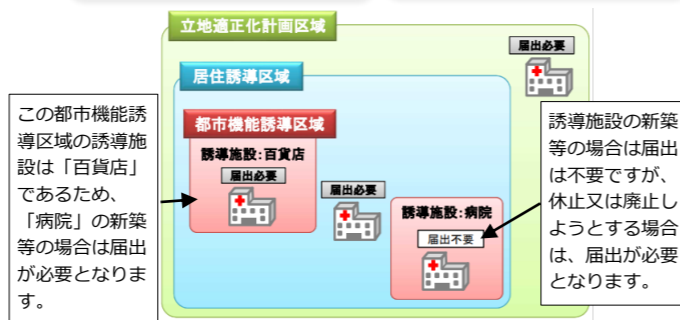 立地適正化計画区域
届出必要
居住誘導区域
都市機能誘導区域
誘導施設:百貨店
届出必要
届出必要
誘導施設:病院
届出不要
この都市機能誘
導区域の誘導施
設は「百貨店」
であるため、
「病院」の新築
等の場合は届出
が必要となりま
す。
誘導施設の新築
等の場合は届出
は不要ですが、
休止又は廃止し
ようとする場合
は、届出が必要
となります。